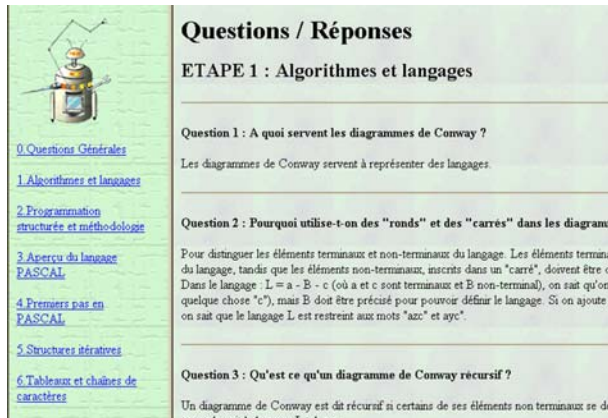 Questions / Réponses
ETAPE 1 : Algorithmes et langages
Question 1 : A quoi servent les diagrammes de Conway ?
Les diagrammes de Conway servent à représenter des langages.
Question 2 : Pourquoi utilise-t-on des "ronds" et des "carrés" dans les diagramm
Pour distinguer les éléments terminaux et non-terminaux du langage. Les éléments termina
du langage, tandis que les éléments non-terminaux, inscrits dans un "carré", doivent être
Dans le langage : L = a - B - c (où a et c sont terminaux et B non-terminal), on sait qu'on
quelque chose "c"), mais B doit être précisé pour pouvoir définir le langage. Si on ajoute
on sait que le langage L est restreint aux mots "azc" et ayc".
Question 3 : Qu'est ce qu'un diagramme de Conway récursif ?
Un diagramme de Conway est dit récursif si certains de ses éléments non terminaux se
0.Questions Générales
1.Algorithmes et langages
2.Programmation
structurée et méthodologie
3.Aperçu du langage
PASCAL
4.Premiers pas en
PASCAL
5.Structures itératives
6.Tableaux et chaînes de
caractères